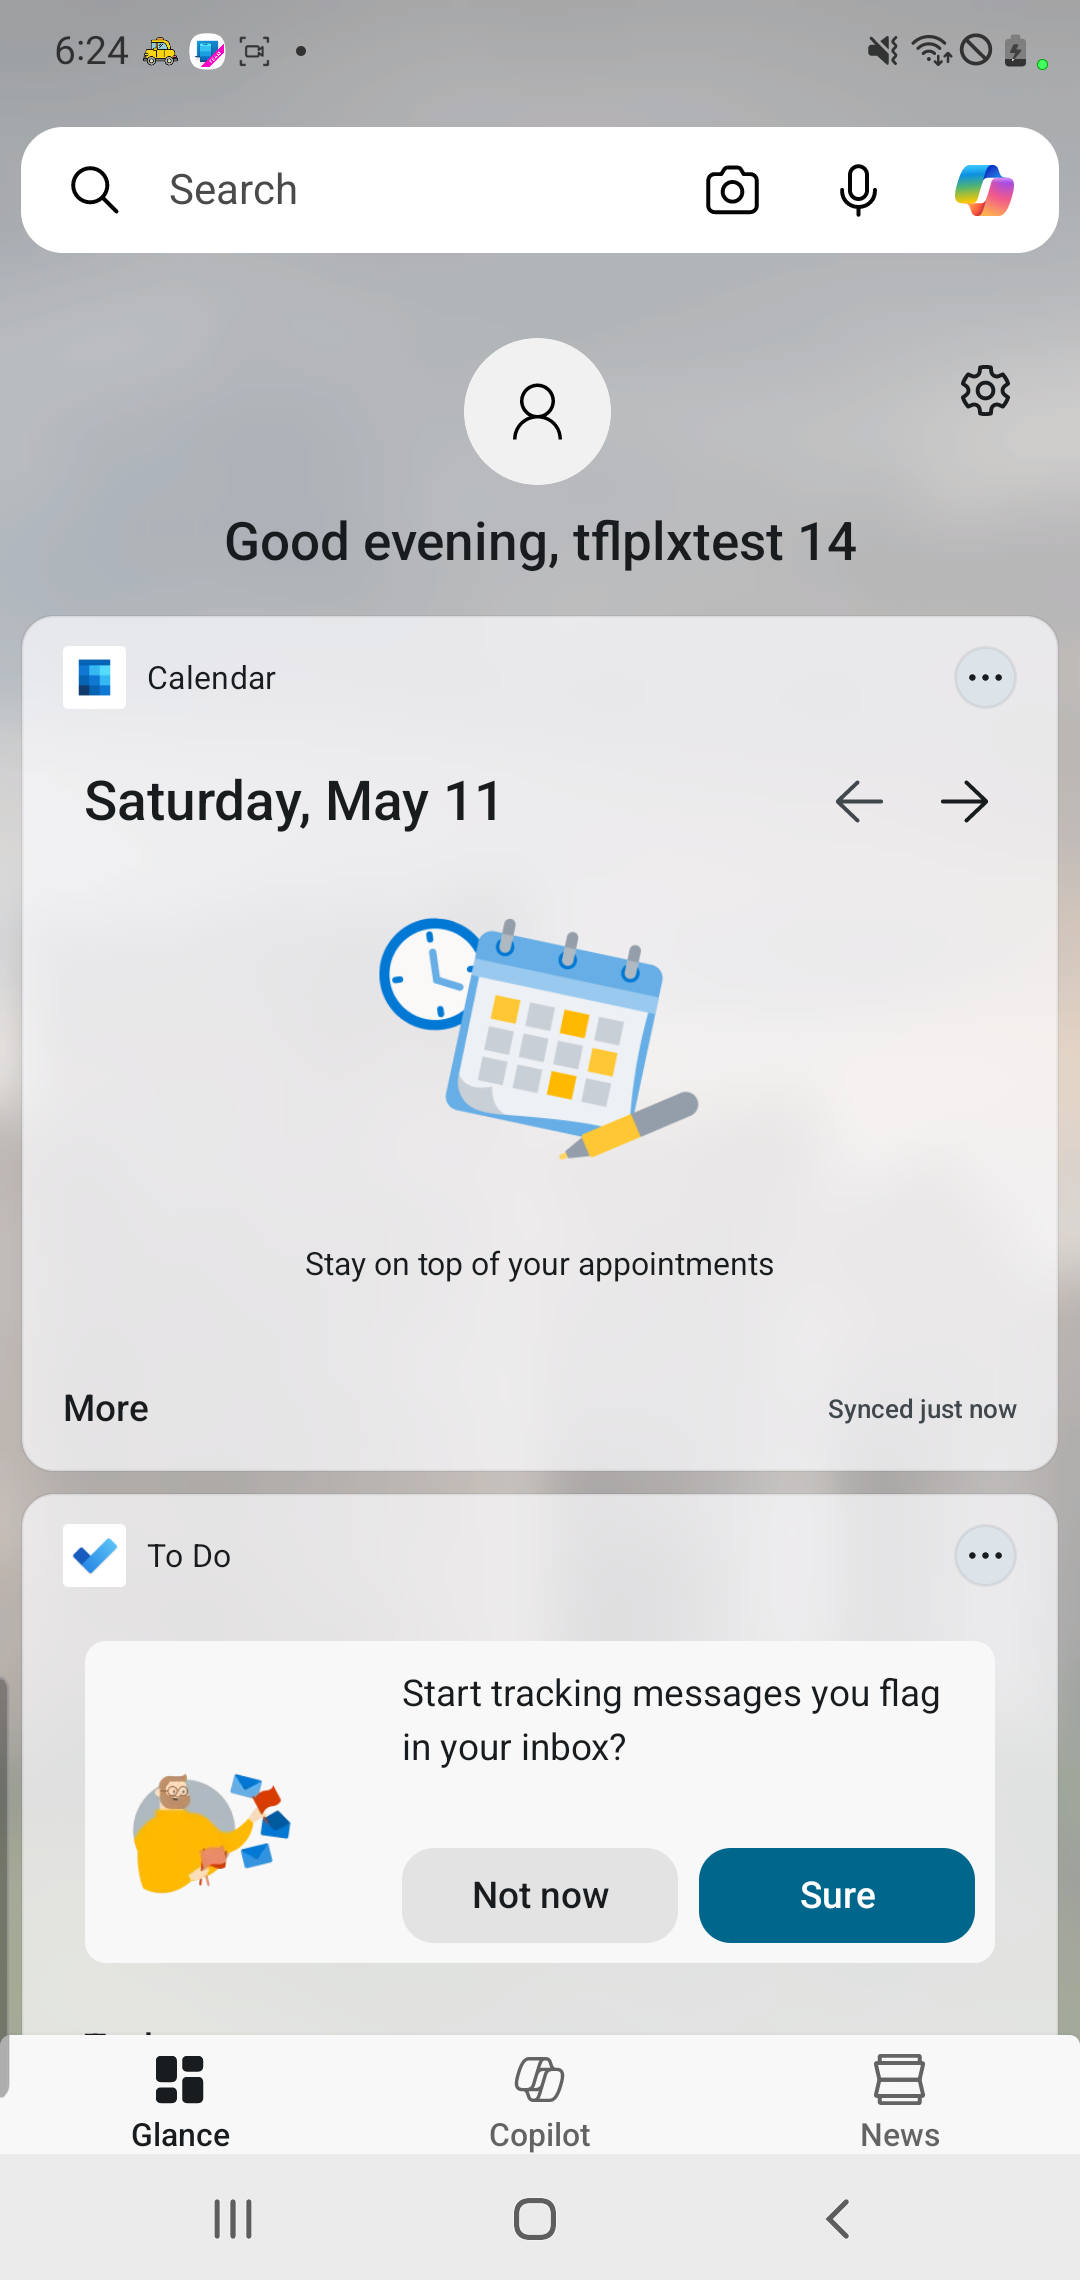 6:24
Search
Good evening, tflplxtest 14
Calendar
Saturday, May 11
Stay on top of your appointments
More
Synced just now
To Do
Start tracking messages you flag
in your inbox?
Not now
Sure
Glance
Copilot
News